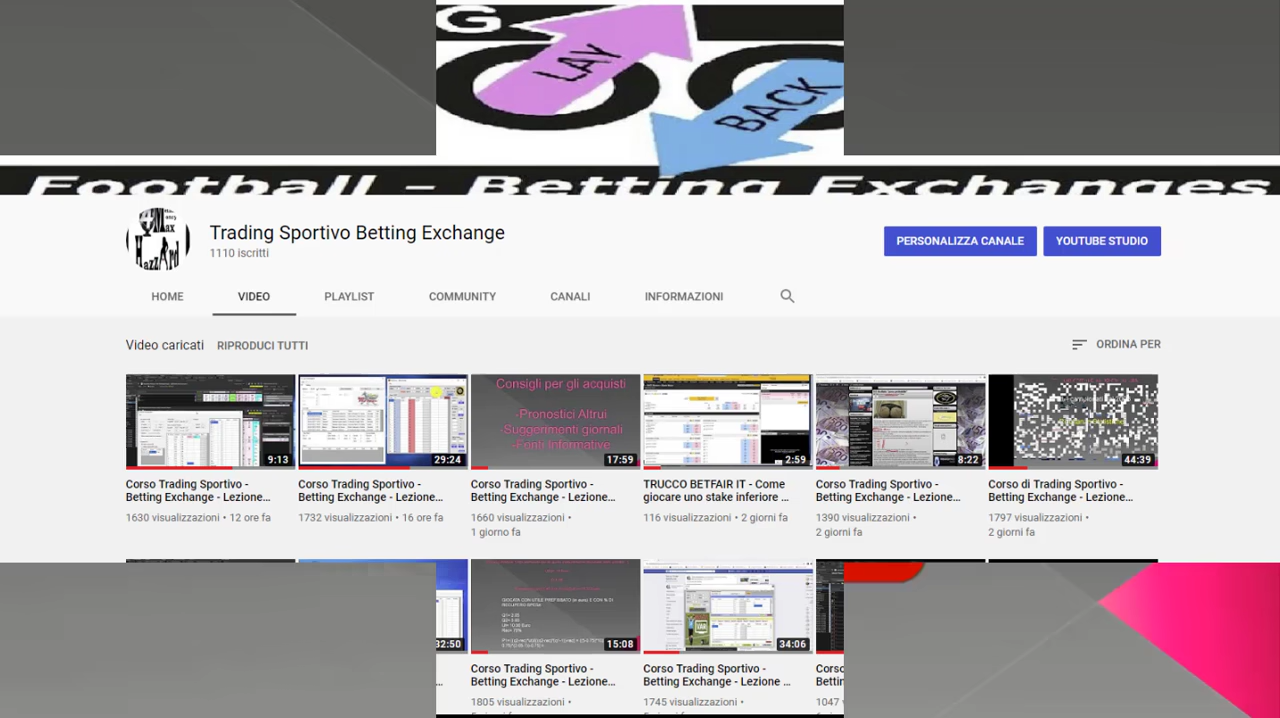 G
LAY
BACK
Football - Betting Exchanges
Max
HazzArd
Trading Sportivo Betting Exchange
1110 iscritti
PERSONALIZZA CANALE
YOUTUBE STUDIO
HOME
VIDEO
PLAYLIST
COMMUNITY
CANALI
INFORMAZIONI
Video caricati
RIPRODUCI TUTTI
ORDINA PER
Consigli per gli acquisti
-Pronostici Altrui
-Suggerimenti giornali
-Fonti Informative
9:13
29:24
17:59
2:59
8:22
44:39
Corso Trading Sportivo -
Betting Exchange - Lezione...
1630 visualizzazioni • 12 ore fa
Corso Trading Sportivo -
Betting Exchange - Lezione...
1732 visualizzazioni • 16 ore fa
Corso Trading Sportivo -
Betting Exchange - Lezione...
1660 visualizzazioni •
1 giorno fa
TRUCCO BETFAIR IT - Come
giocare uno stake inferiore ...
116 visualizzazioni • 2 giorni fa
Corso Trading Sportivo -
Betting Exchange - Lezione...
1390 visualizzazioni •
2 giorni fa
Corso di Trading Sportivo -
Betting Exchange - Lezione...
1797 visualizzazioni •
2 giorni fa
32:50
15:08
34:06
Corso Trading Sportivo -
Betting Exchange - Lezione...
1805 visualizzazioni •
Corso Trading Sportivo -
Betting Exchange - Lezione ...
1745 visualizzazioni •
Corso
Bettin
1047